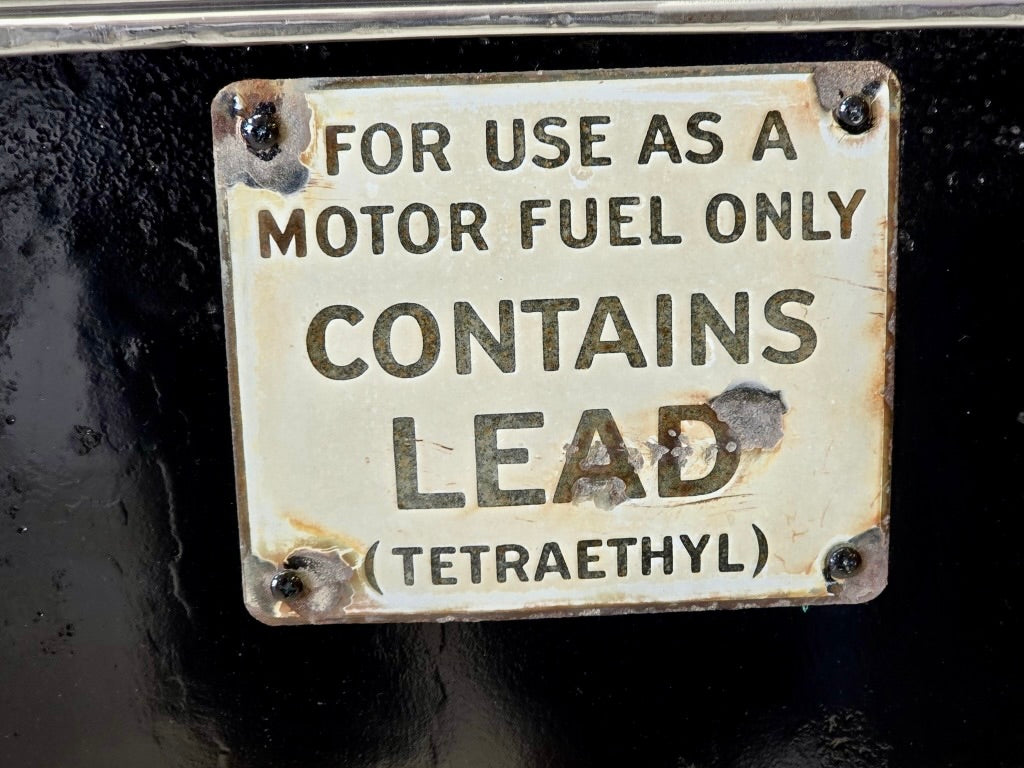 FOR USE AS A
MOTOR FUEL ONLY
CONTAINS
LEAD
(TETRAETHYL)